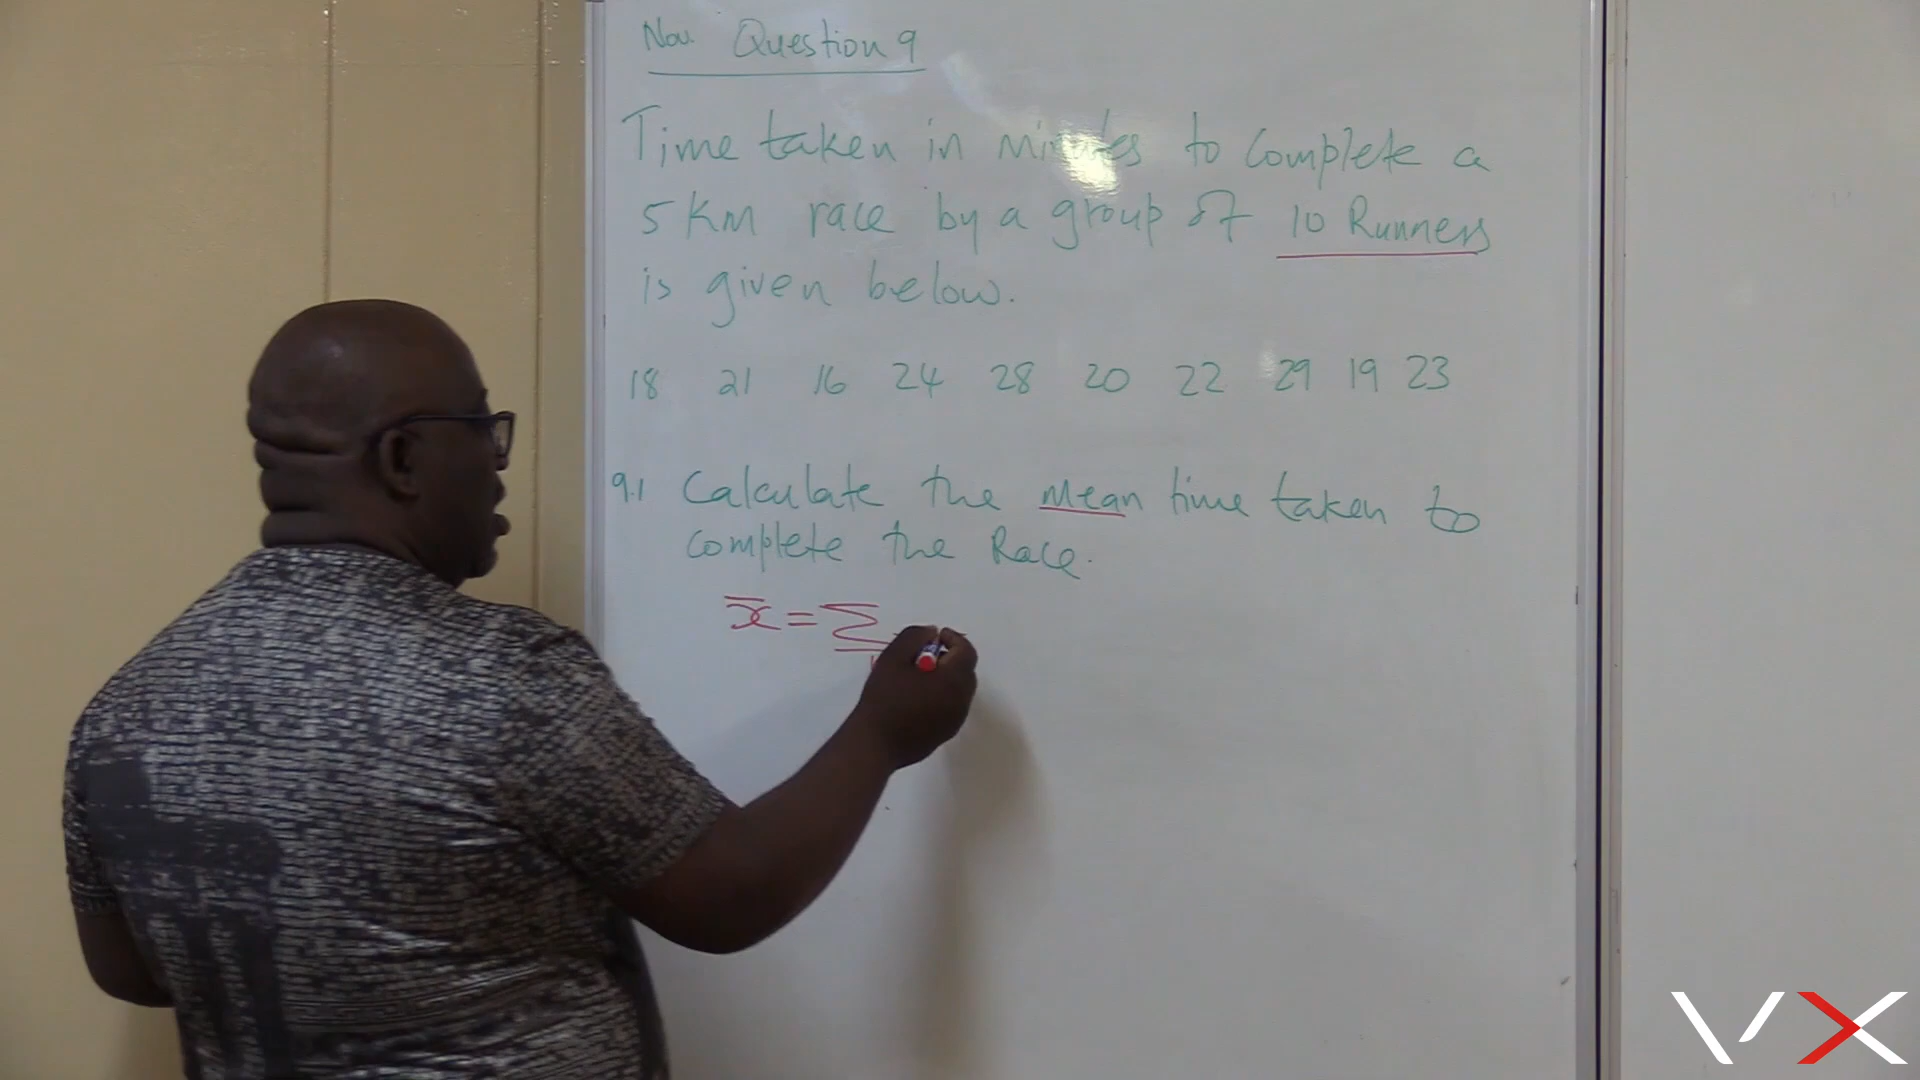 Nov. Question 9
Time taken in minutes to complete a
5 Km race by a group of 10 Runners
is given below.
18 21 16 24 28 20 22 29 19 23
9.1 Calculate the mean time taken to
complete the Race.
x̄ = Σ
VX